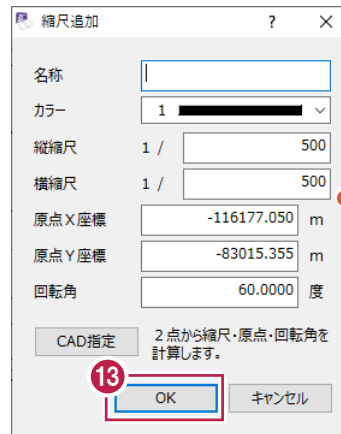 縮尺追加 ? ×
名称
カラー 1
縦縮尺 1 / 500
横縮尺 1 / 500
原点X座標 -116177.050 m
原点Y座標 -83015.355 m
回転角 60.0000 度
CAD指定 2点から縮尺・原点・回転角を
計算します。
13
OK キャンセル